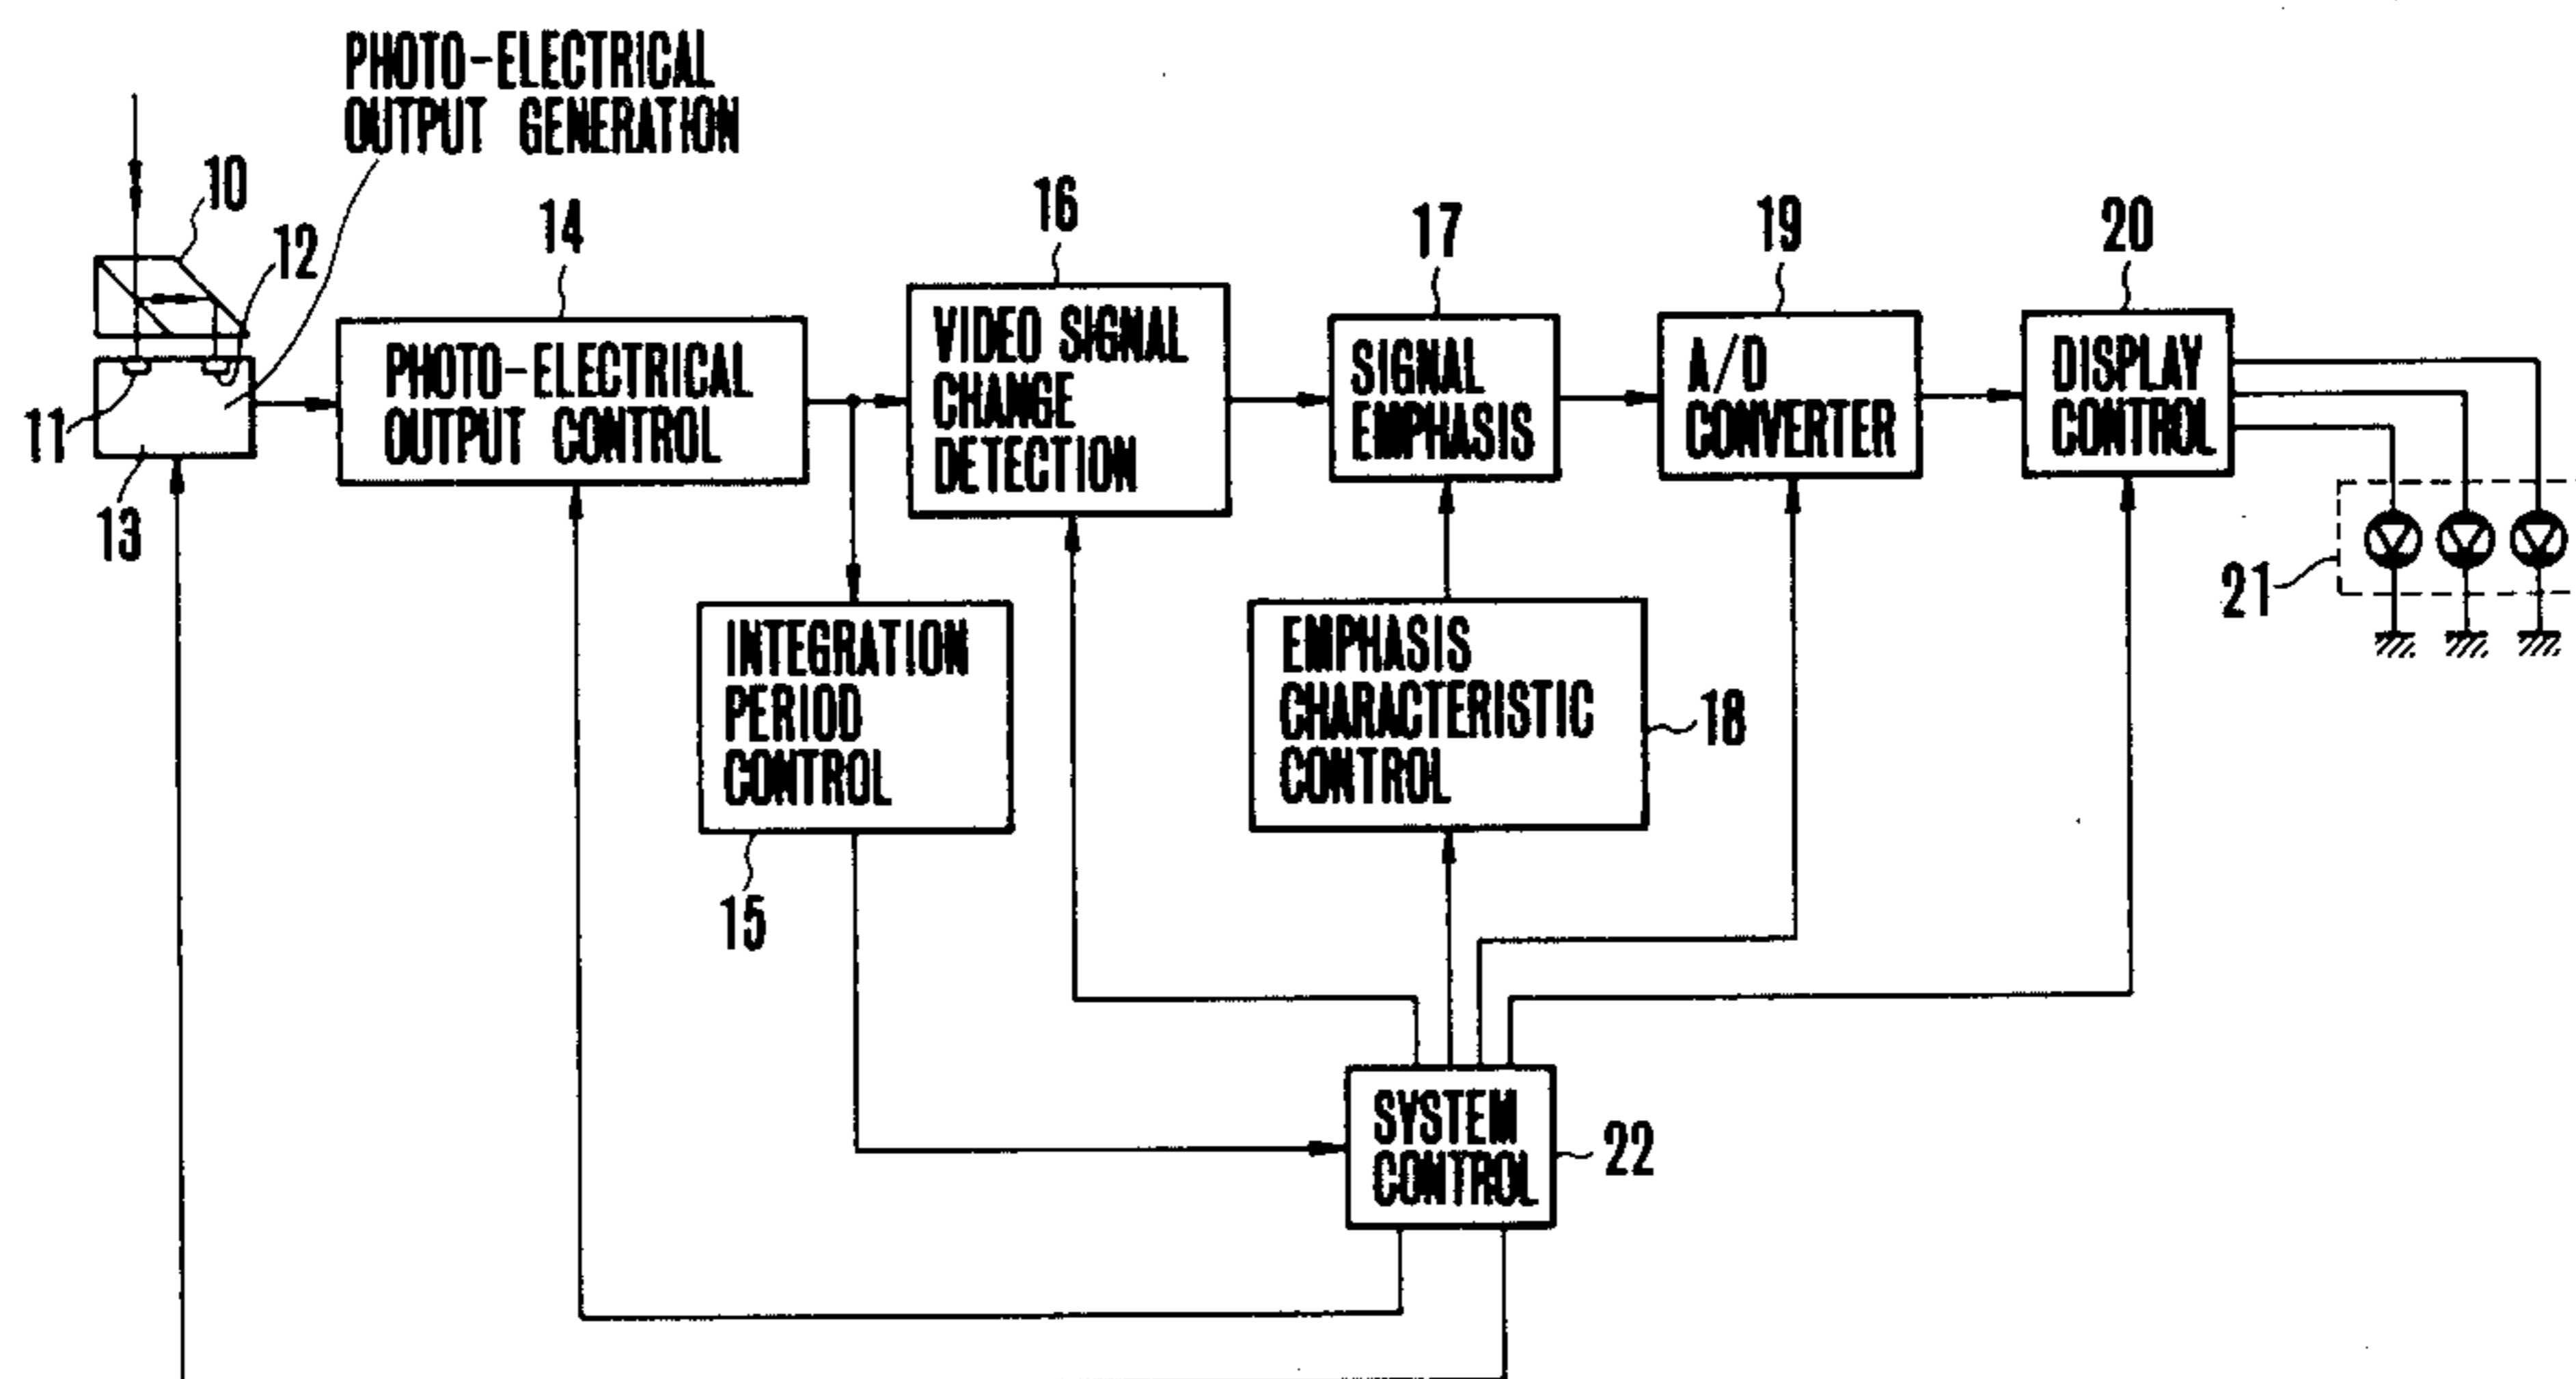 PHOTO-ELECTRICAL
OUTPUT GENERATION
10
12
14
16
17
19
20
11
13
PHOTO-ELECTRICAL
OUTPUT CONTROL
VIDEO SIGNAL
CHANGE
DETECTION
SIGNAL
EMPHASIS
A/D
CONVERTER
DISPLAY
CONTROL
21
INTEGRATION
PERIOD
CONTROL
15
EMPHASIS
CHARACTERISTIC
CONTROL
18
SYSTEM
CONTROL
22